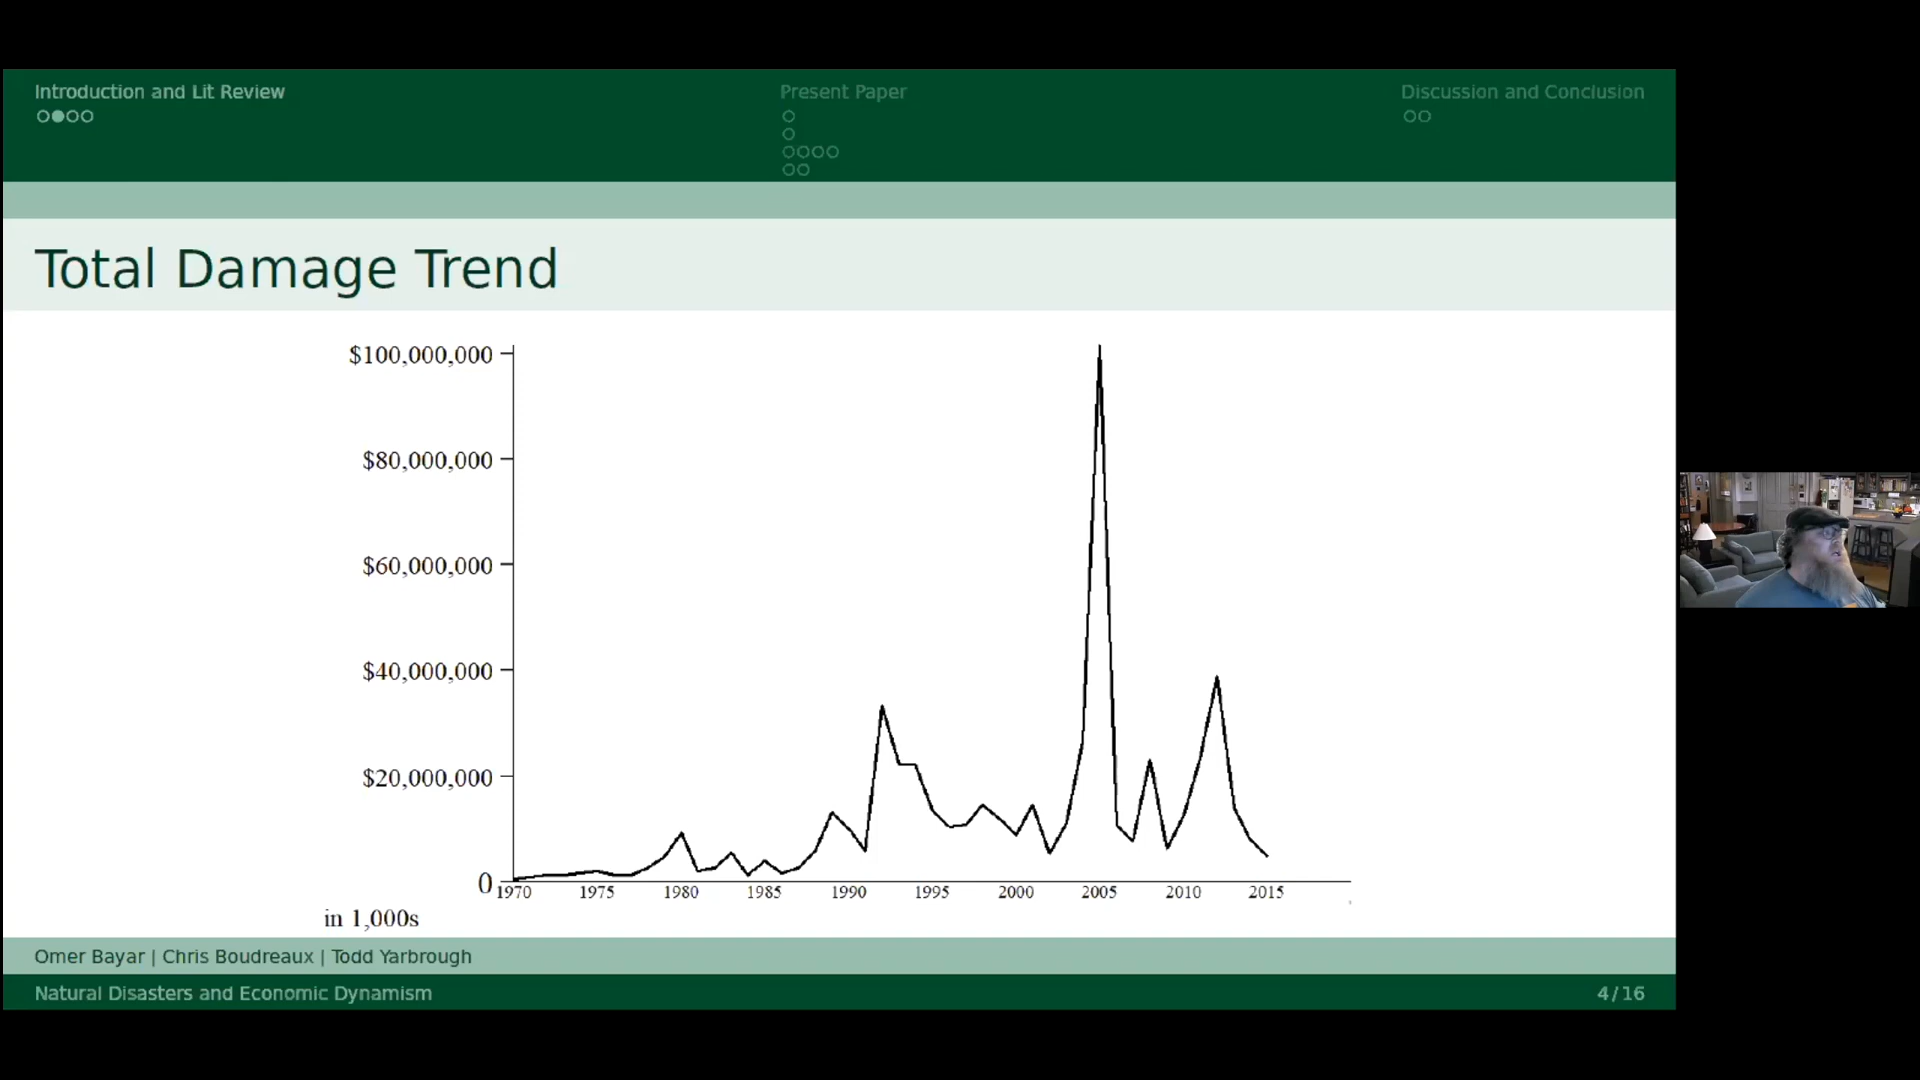 Introduction and Lit Review
Present Paper
Discussion and Conclusion
Total Damage Trend
$100,000,000
$80,000,000
$60,000,000
$40,000,000
$20,000,000
0
1970 1975 1980 1985 1990 1995 2000 2005 2010 2015
in 1,000s
Omer Bayar | Chris Boudreaux | Todd Yarbrough
Natural Disasters and Economic Dynamism
4/16